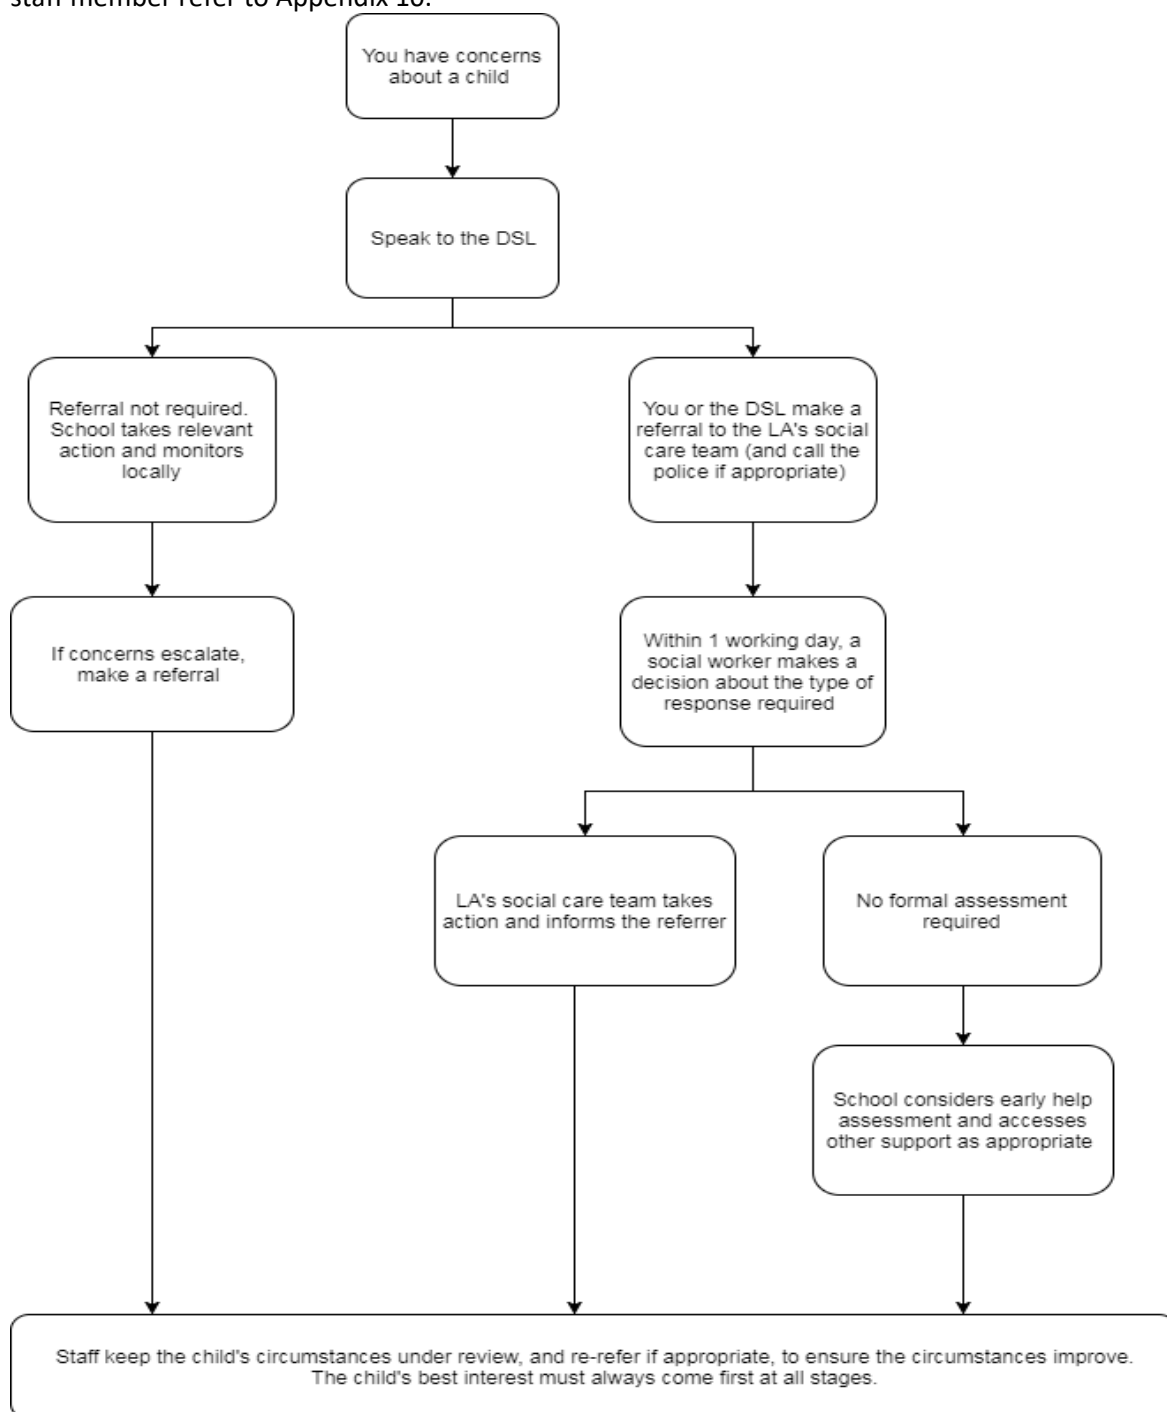 staff member refer to Appendix 10.
You have concerns
about a child
Speak to the DSL
Referral not required.
School takes relevant
action and monitors
locally
You or the DSL make a
referral to the LA's social
care team (and call the
police if appropriate)
If concerns escalate,
make a referral
Within 1 working day, a
social worker makes a
decision about the type of
response required
LA's social care team takes
action and informs the referrer
No formal assessment
required
School considers early help
assessment and accesses
other support as appropriate
Staff keep the child's circumstances under review, and re-refer if appropriate, to ensure the circumstances improve.
The child's best interest must always come first at all stages.